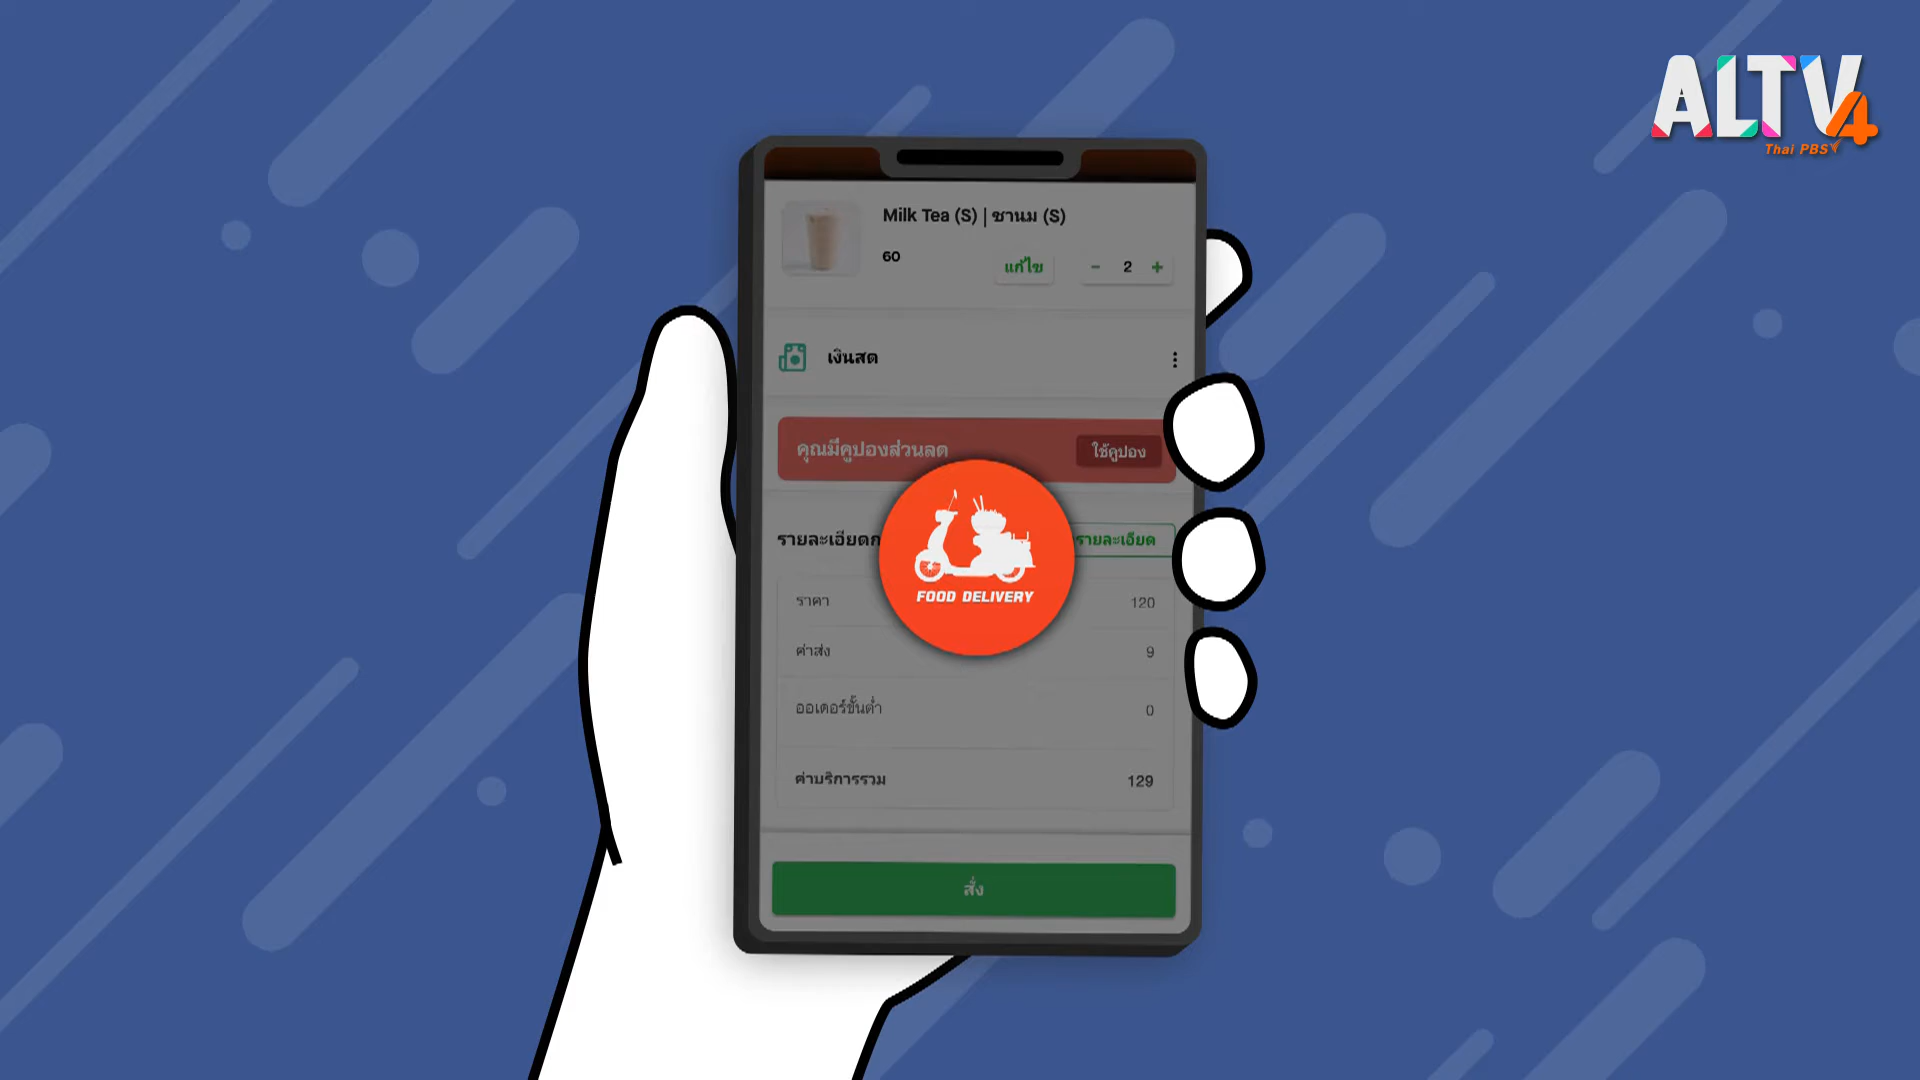 ALTV4
Thai PBS
Milk Tea (S) | ชานม (S)
60
แก้ไข
- 2 +
เงินสด
คุณมีคูปองส่วนลด
ใช้คูปอง
รายละเอียด
FOOD DELIVERY
ราคา 120
ค่าส่ง 9
ออเดอร์ขั้นต่ำ 0
ค่าบริการรวม 129
สั่ง